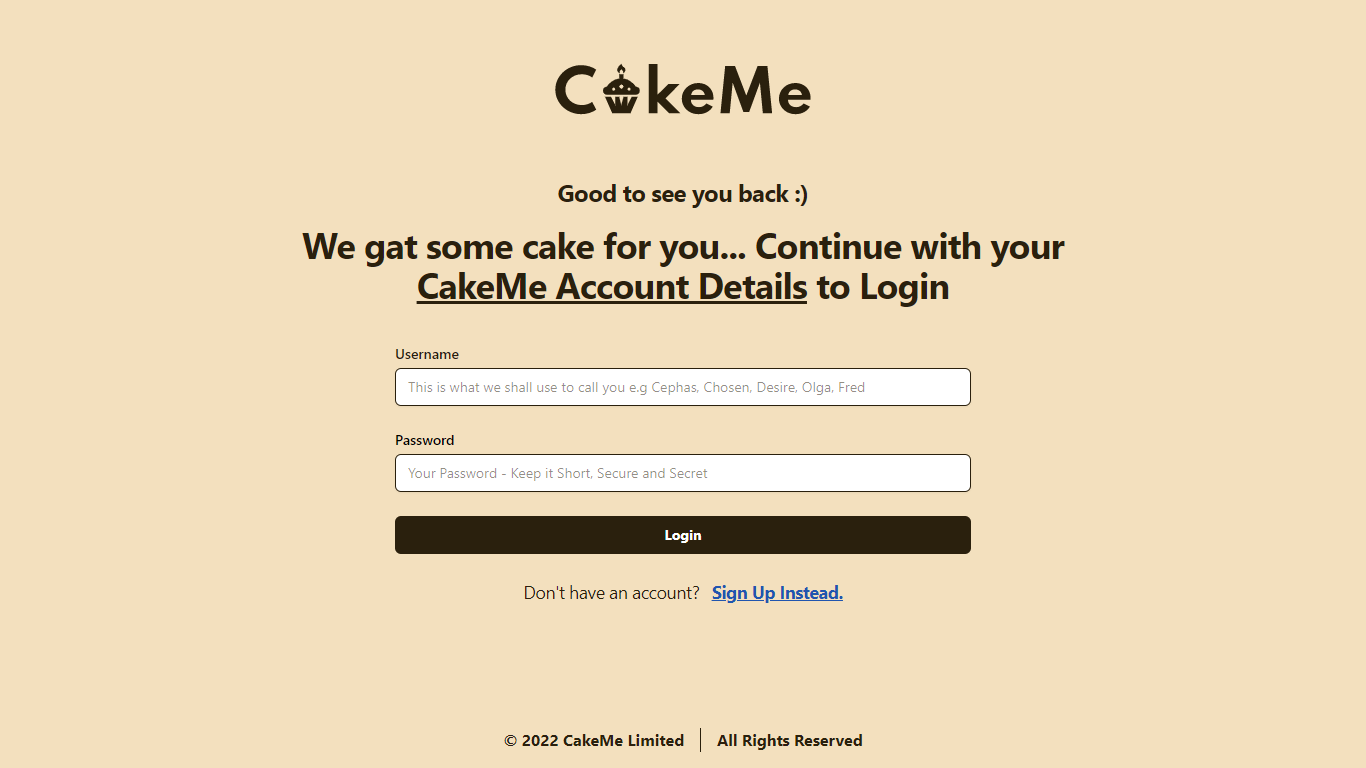 CakeMe
Good to see you back :)
We gat some cake for you... Continue with your
CakeMe Account Details to Login
Username
This is what we shall use to call you e.g Cephas, Chosen, Desire, Olga, Fred
Password
Your Password - Keep it Short, Secure and Secret
Login
Don't have an account? Sign Up Instead.
© 2022 CakeMe Limited | All Rights Reserved